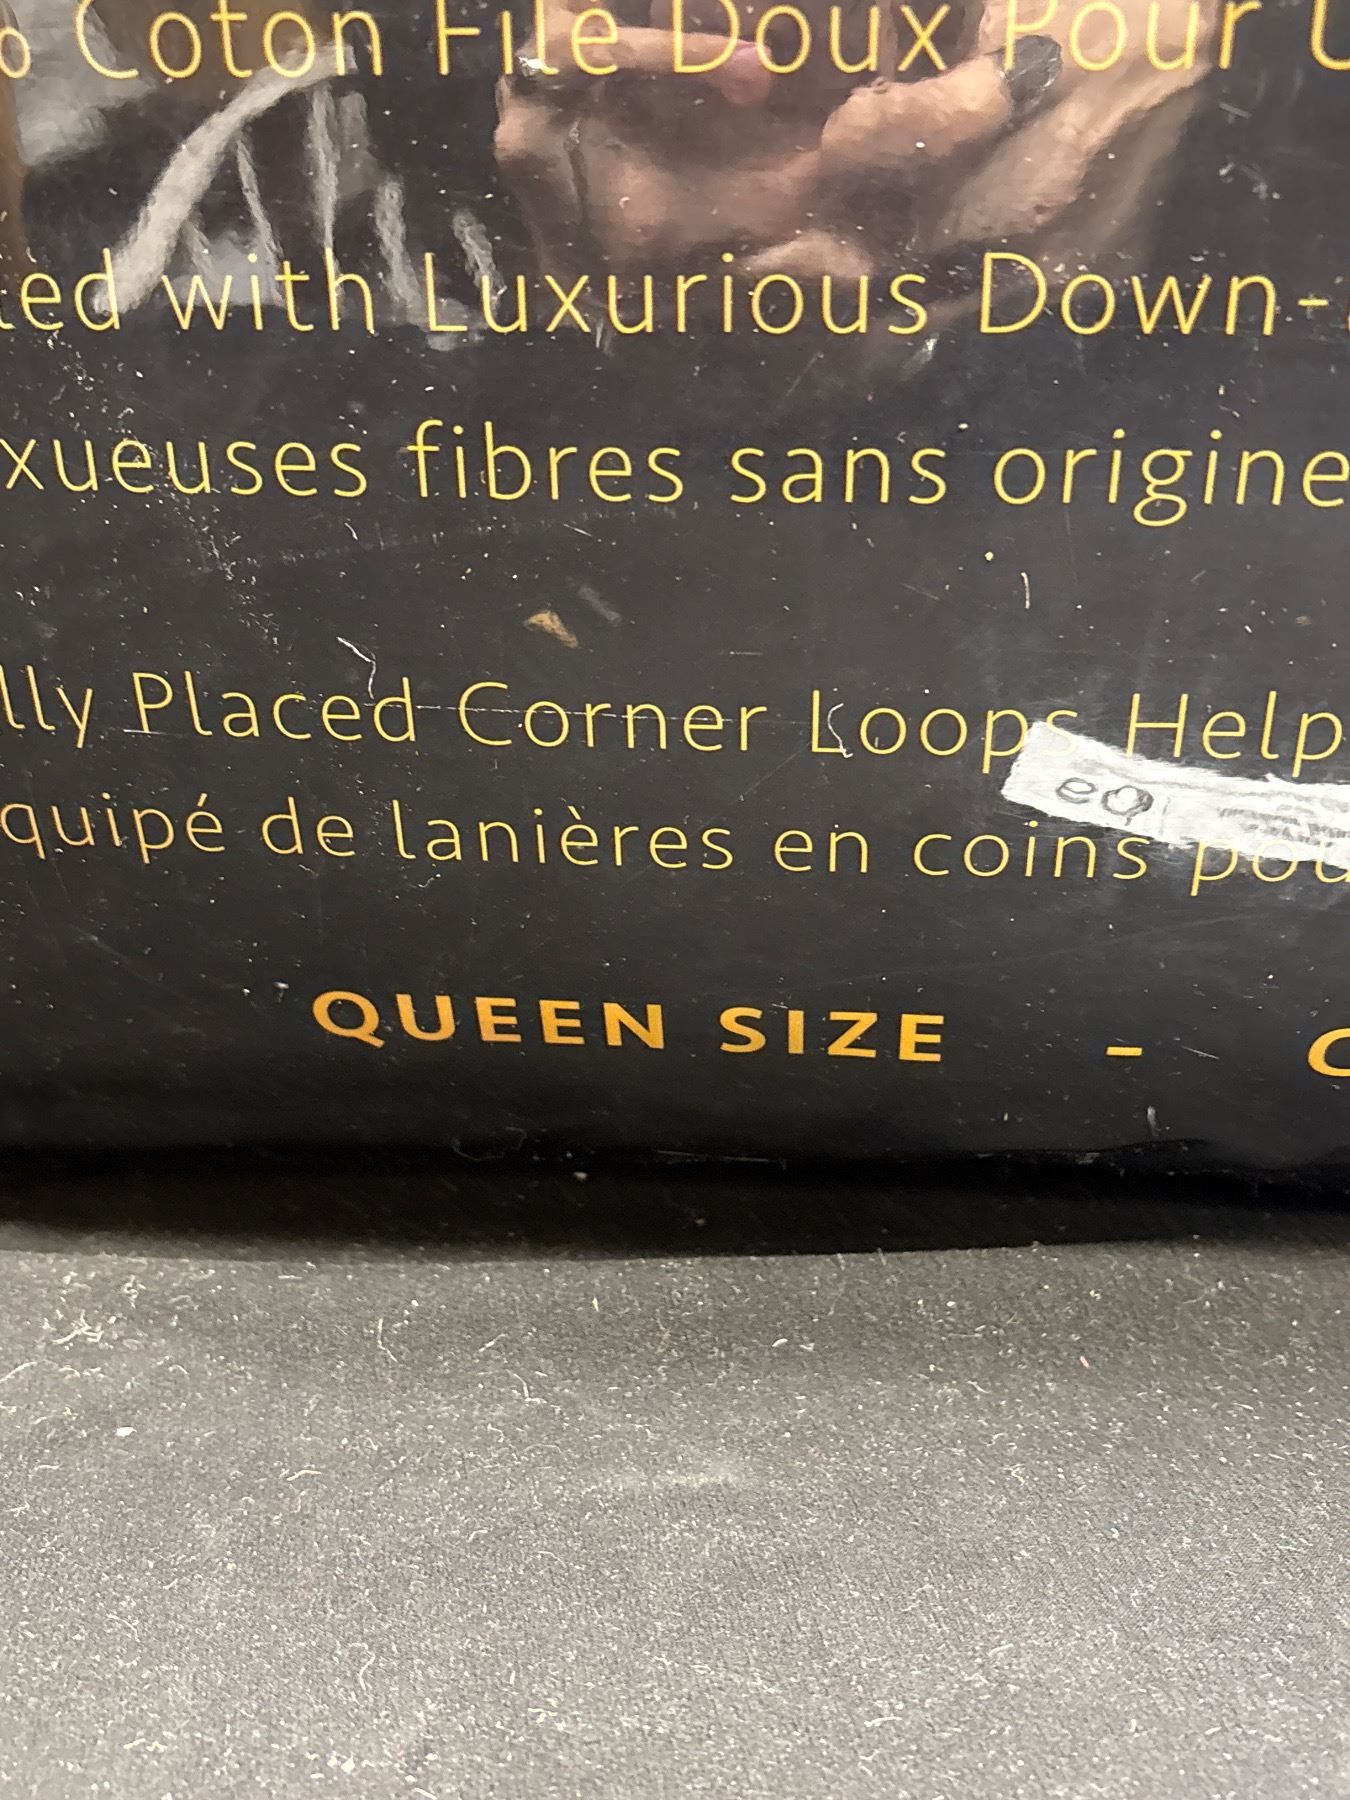 Coton Filé Doux Pour
ed with Luxurious Down-
xueuses fibres sans origine
lly Placed Corner Loops Help
quipé de lanières en coins pou
QUEEN SIZE -